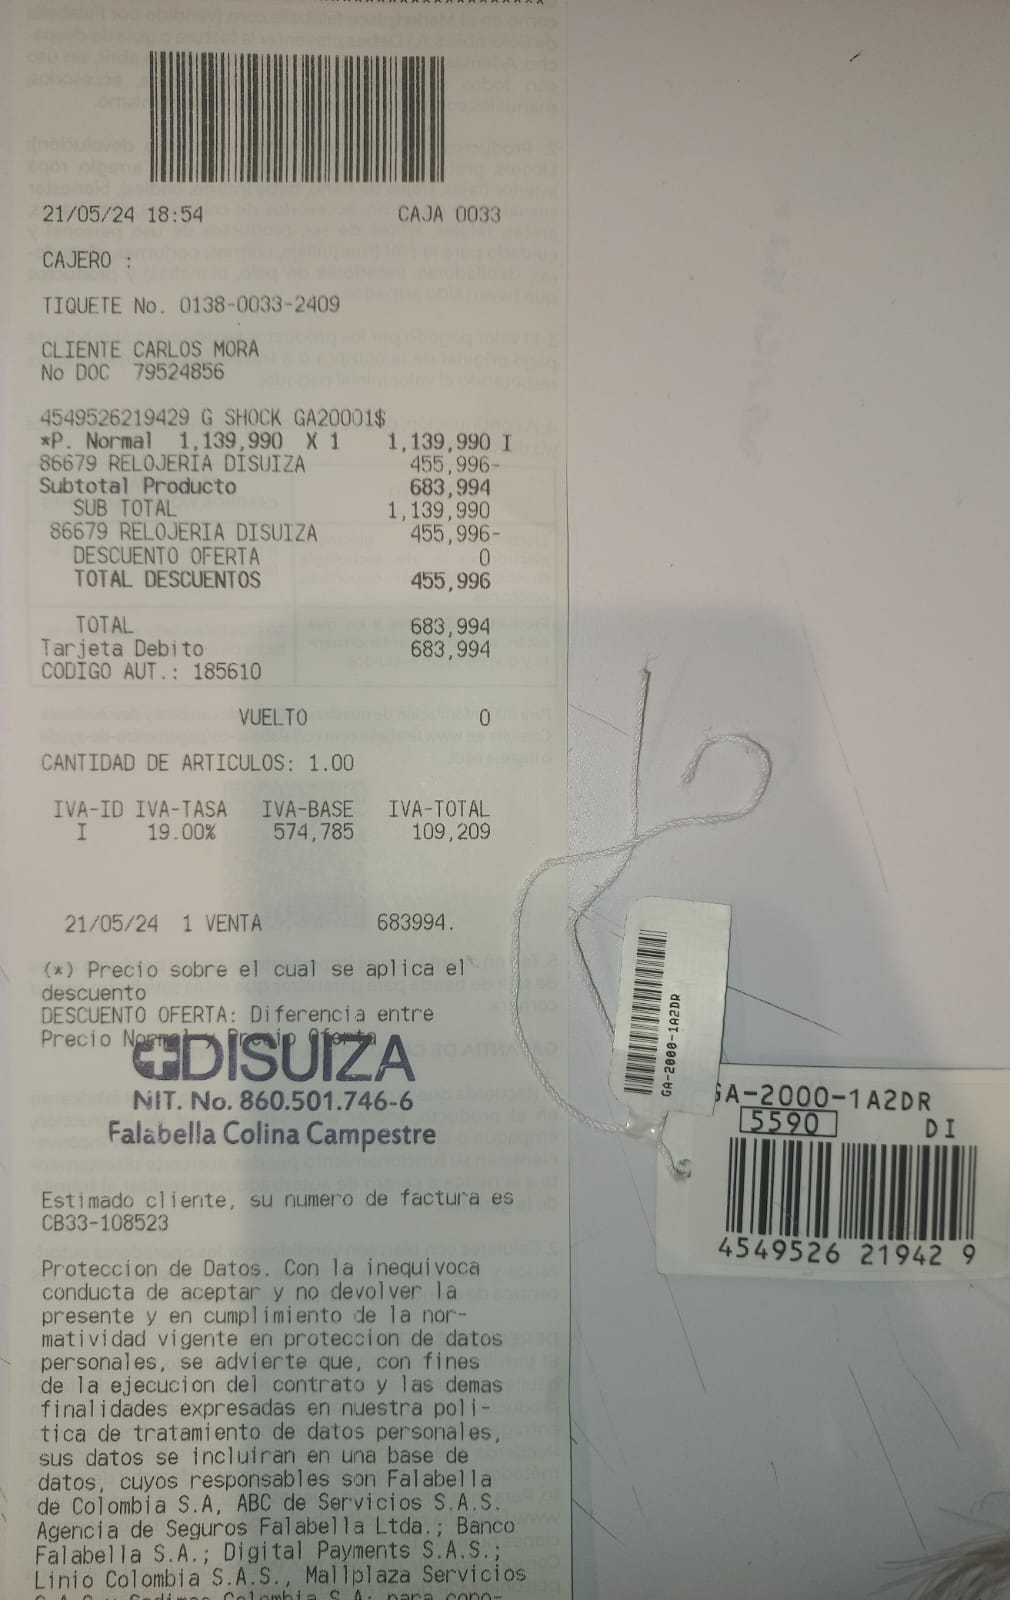 21/05/24 18:54 CAJA 0033
CAJERO :
TIQUETE No. 0138-0033-2409
CLIENTE CARLOS MORA
No DOC 79524856
4549526219429 G SHOCK GA20001$
*P. Normal 1,139,990 X 1 1,139,990 I
86679 RELOJERIA DISUIZA 455,996-
Subtotal Producto 683,994
SUB TOTAL 1,139,990
86679 RELOJERIA DISUIZA 455,996-
DESCUENTO OFERTA 0
TOTAL DESCUENTOS 455,996
TOTAL 683,994
Tarjeta Debito 683,994
CODIGO AUT.: 185610
VUELTO 0
CANTIDAD DE ARTICULOS: 1.00
IVA-ID IVA-TASA IVA-BASE IVA-TOTAL
I 19.00% 574,785 109,209
21/05/24 1 VENTA 683994.
(*) Precio sobre el cual se aplica el
descuento
DESCUENTO OFERTA: Diferencia entre
Precio Normal y Precio Oferta
DISUIZA
NIT. No. 860.501.746-6
Falabella Colina Campestre
Estimado cliente, su numero de factura es
CB33-108523
Proteccion de Datos. Con la inequivoca
conducta de aceptar y no devolver la
presente y en cumplimiento de la nor-
matividad vigente en proteccion de datos
personales, se advierte que, con fines
de la ejecucion del contrato y las demas
finalidades expresadas en nuestra poli-
tica de tratamiento de datos personales,
sus datos se incluiran en una base de
datos, cuyos responsables son Falabella
de Colombia S.A, ABC de Servicios S.A.S.
Agencia de Seguros Falabella Ltda.; Banco
Falabella S.A.; Digital Payments S.A.S.;
Linio Colombia S.A.S., Mallplaza Servicios
GA-2000-1A2DR
GA-2000-1A2DR
5590 DI
4549526 21942 9